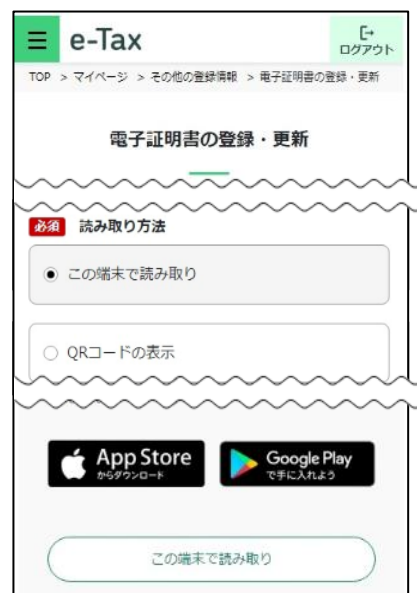 e-Tax
ログアウト
TOP > マイページ > その他の登録情報 > 電子証明書の登録・更新
電子証明書の登録・更新
必須 読み取り方法
この端末で読み取り
QRコードの表示
App Store
からダウンロード
Google Play
で手に入れよう
この端末で読み取り